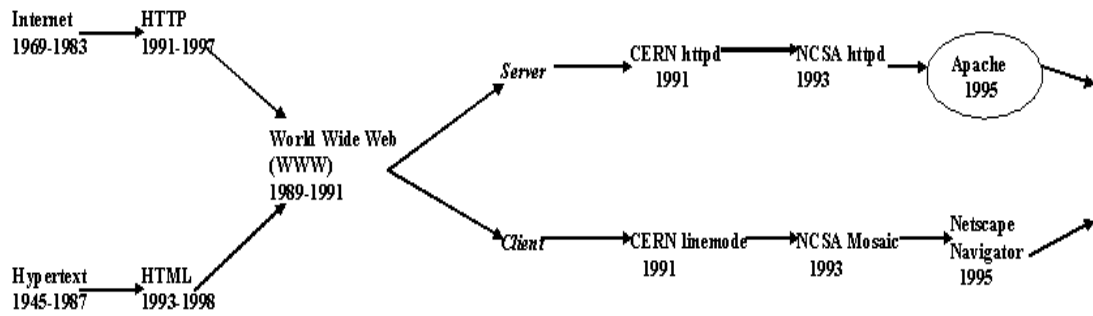 Internet
1969-1983
HTTP
1991-1997
World Wide Web
(WWW)
1989-1991
Hypertext
1945-1987
HTML
1993-1998
Server
CERN httpd
1991
NCSA httpd
1993
Apache
1995
Client
CERN linemode
1991
NCSA Mosaic
1993
Netscape
Navigator
1995